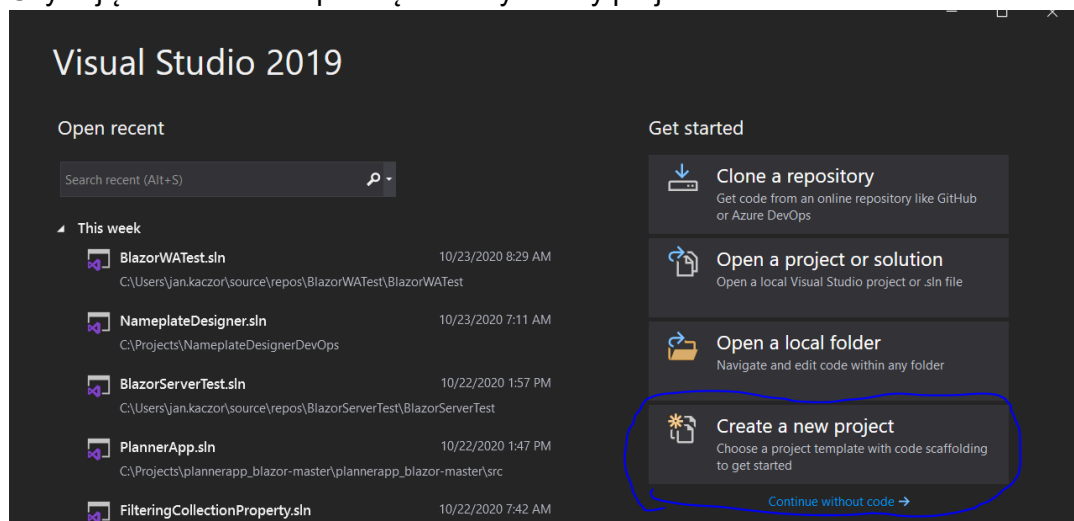 Visual Studio 2019
Open recent
Search recent (Alt+S)
This week
BlazorWATest.sln 10/23/2020 8:29 AM
C:\Users\jan.kaczor\source\repos\BlazorWATest\BlazorWATest
NameplateDesigner.sln 10/23/2020 7:11 AM
C:\Projects\NameplateDesignerDevOps
BlazorServerTest.sln 10/22/2020 1:57 PM
C:\Users\jan.kaczor\source\repos\BlazorServerTest\BlazorServerTest
PlannerApp.sln 10/22/2020 1:47 PM
C:\Projects\plannerapp_blazor-master\plannerapp_blazor-master\src
FilteringCollectionProperty.sln 10/22/2020 7:42 AM
Get started
Clone a repository
Get code from an online repository like GitHub
or Azure DevOps
Open a project or solution
Open a local Visual Studio project or .sln file
Open a local folder
Navigate and edit code within any folder
Create a new project
Choose a project template with code scaffolding
to get started
Continue without code →